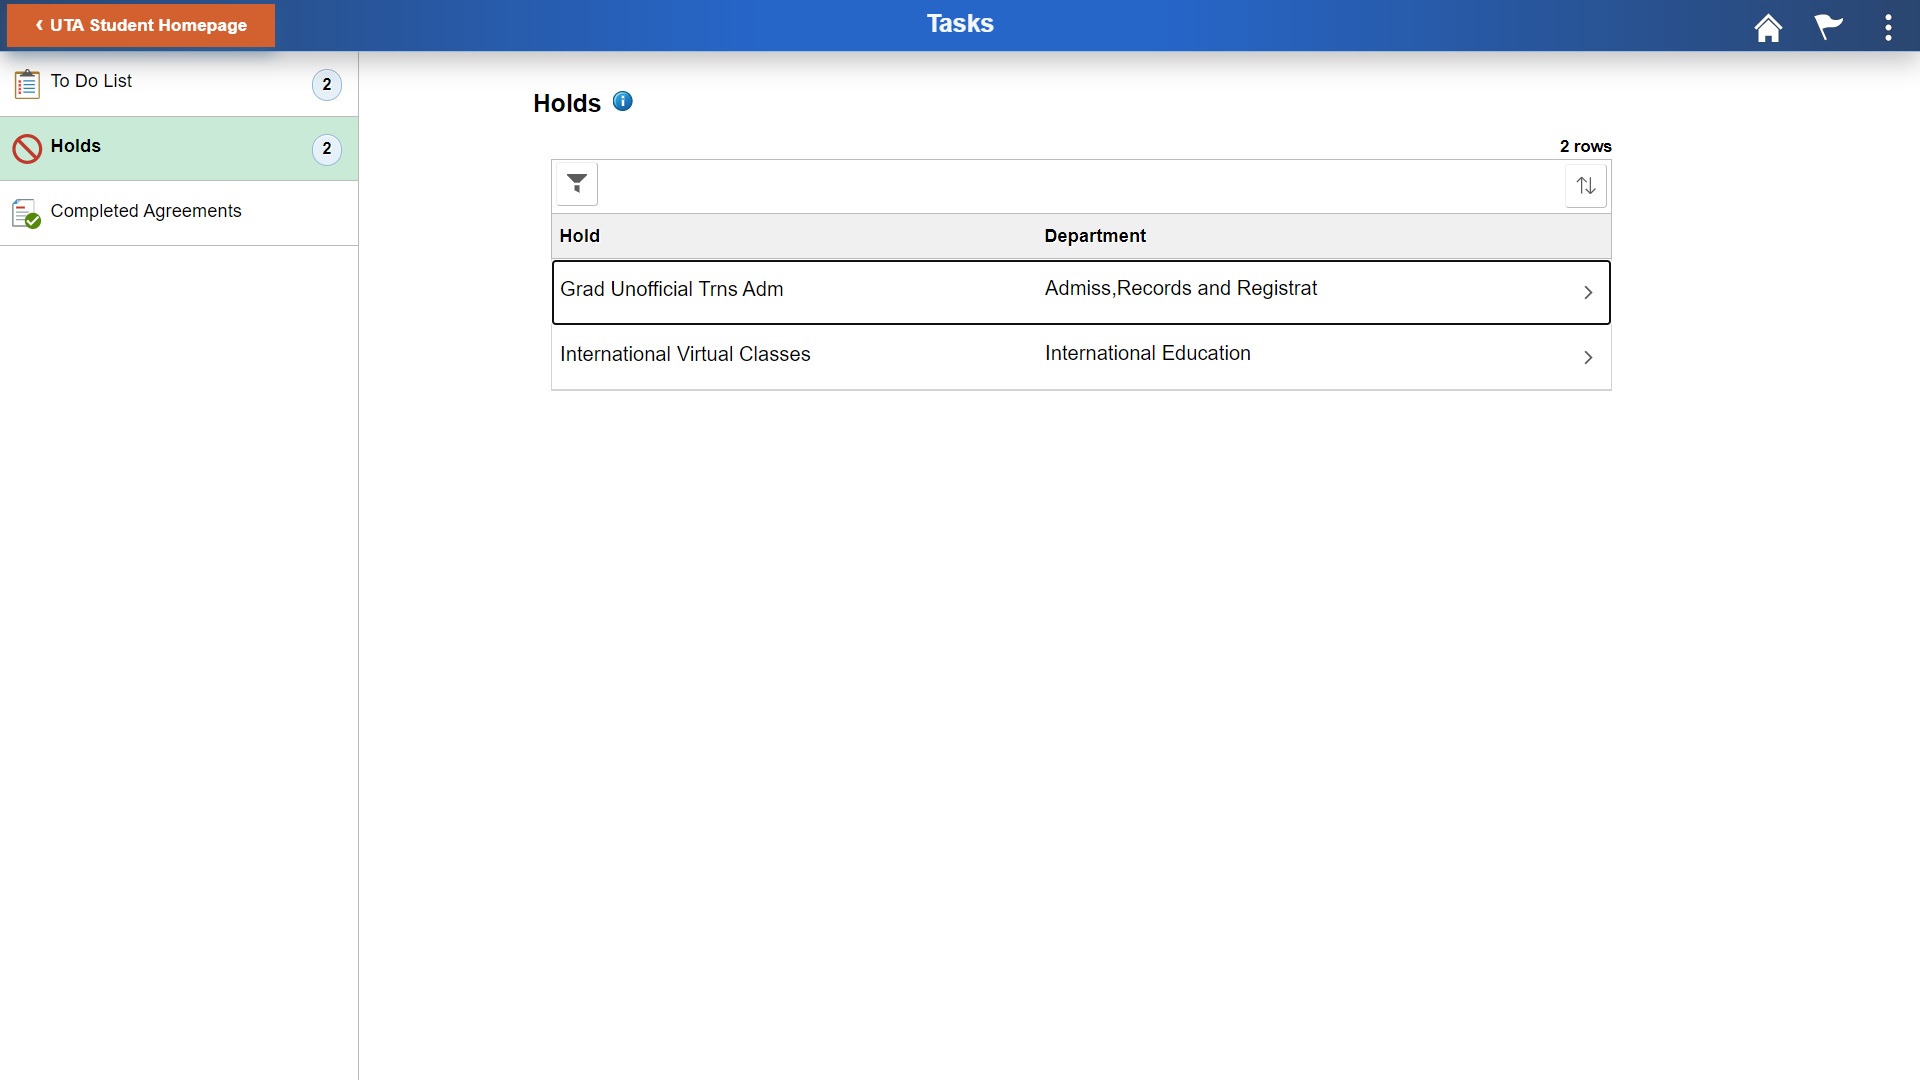 ‹ UTA Student Homepage
Tasks
To Do List 2
Holds 2
Completed Agreements
Holds
2 rows
Hold Department
Grad Unofficial Trns Adm Admiss,Records and Registrat
International Virtual Classes International Education